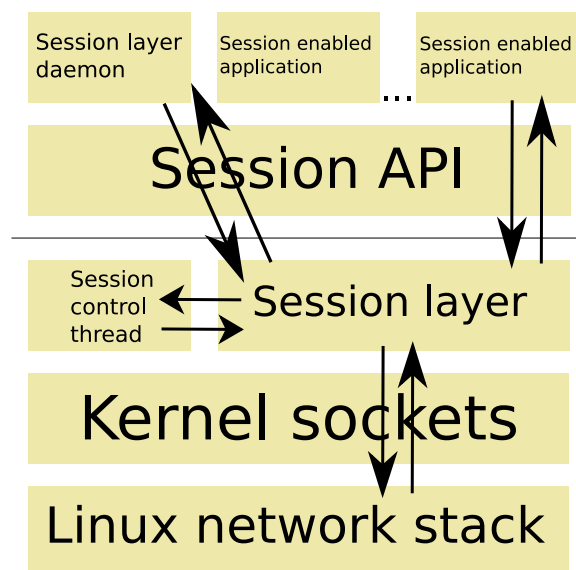 Session layer
daemon
Session enabled
application
...
Session enabled
application
Session API
Session
control
thread
Session layer
Kernel sockets
Linux network stack